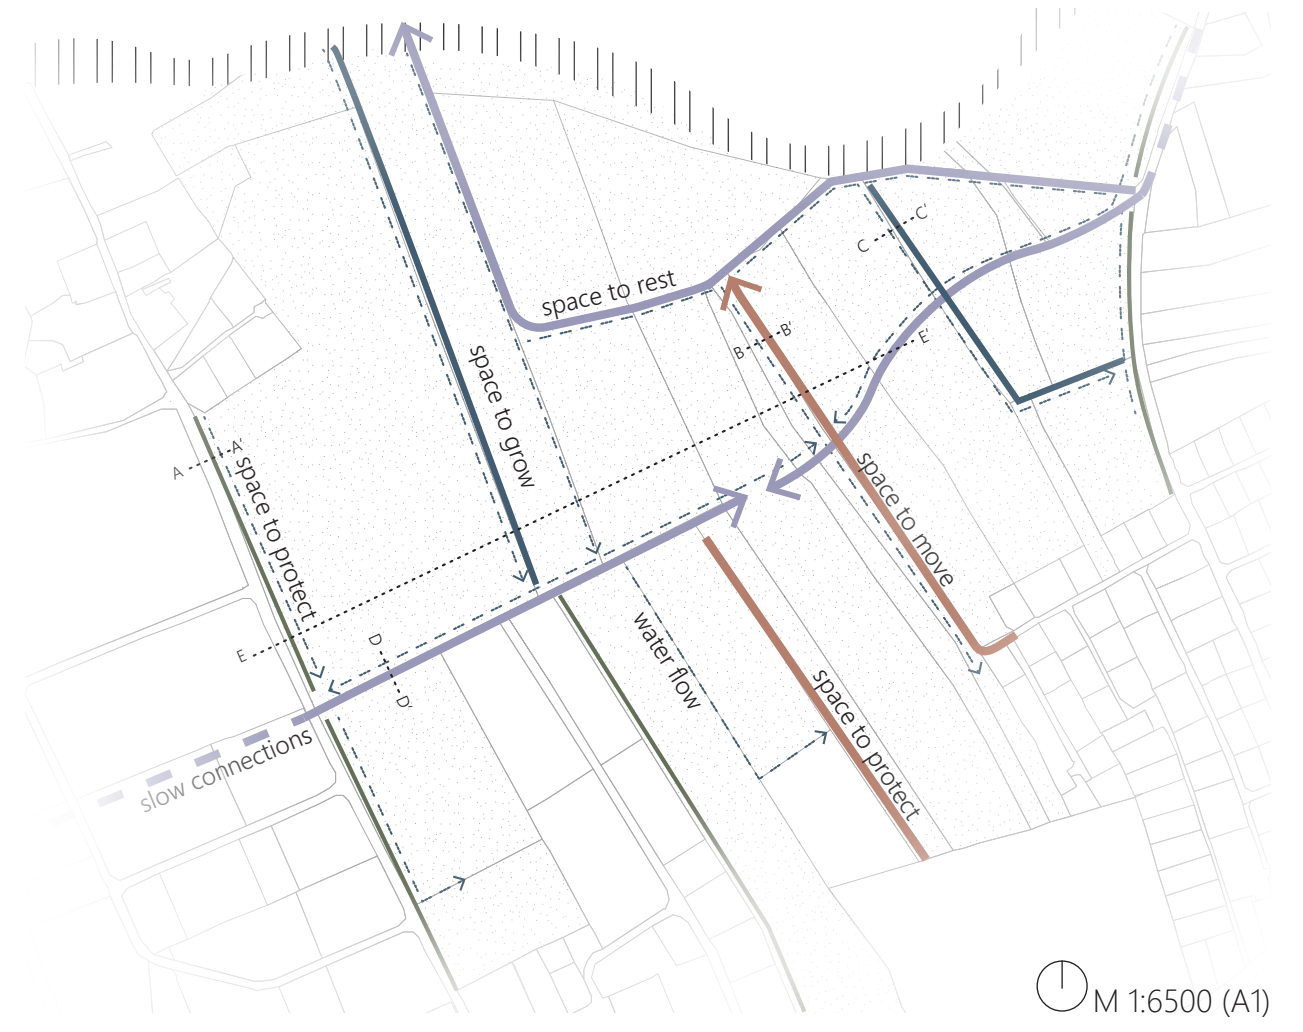 C'
C
space to rest
B'
B
E'
space to grow
A'
A
space to protect
space to move
E
D
D'
water flow
space to protect
slow connections
M 1:6500 (A1)